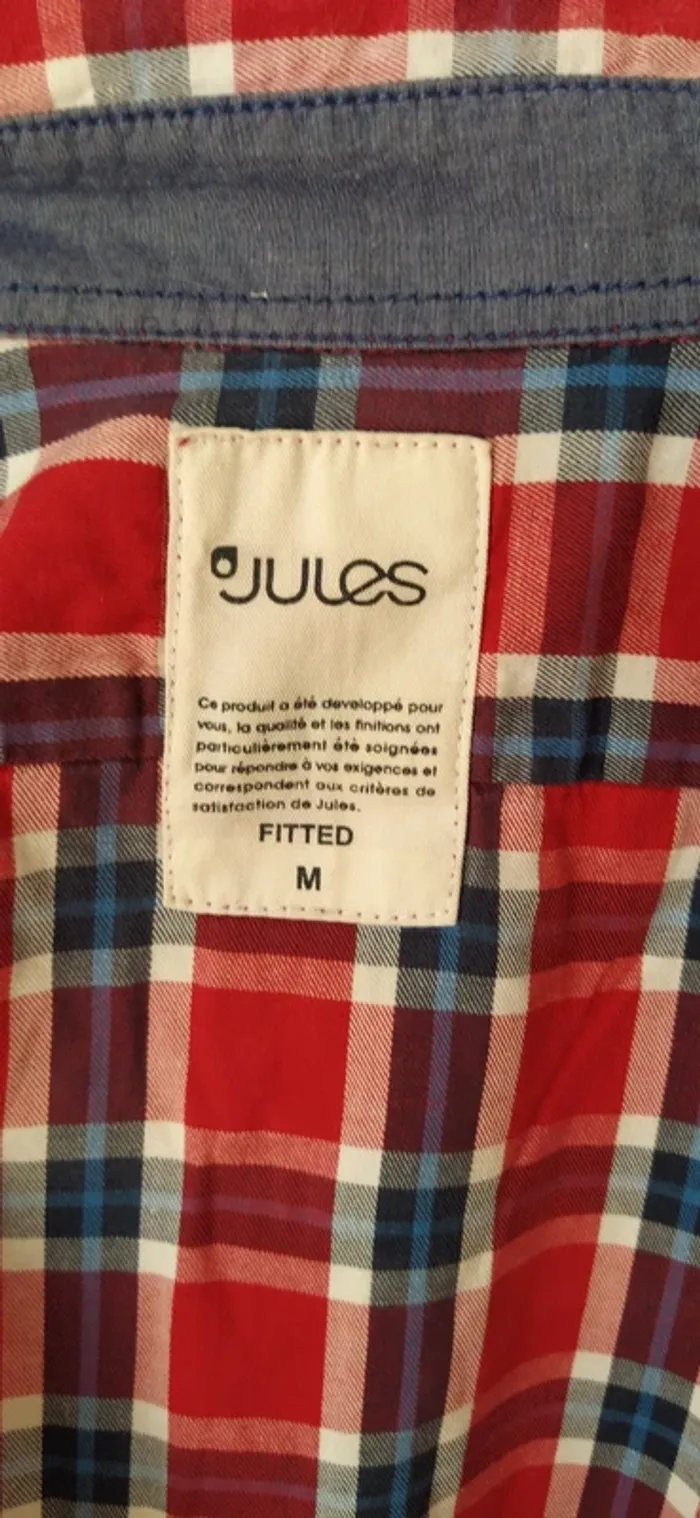 JULES
Ce produit a été developpé pour
vous, la qualité et les finitions ont
particulièrement été soignées
pour répondre à vos exigences et
correspondent aux critères de
satisfaction de Jules.
FITTED
M